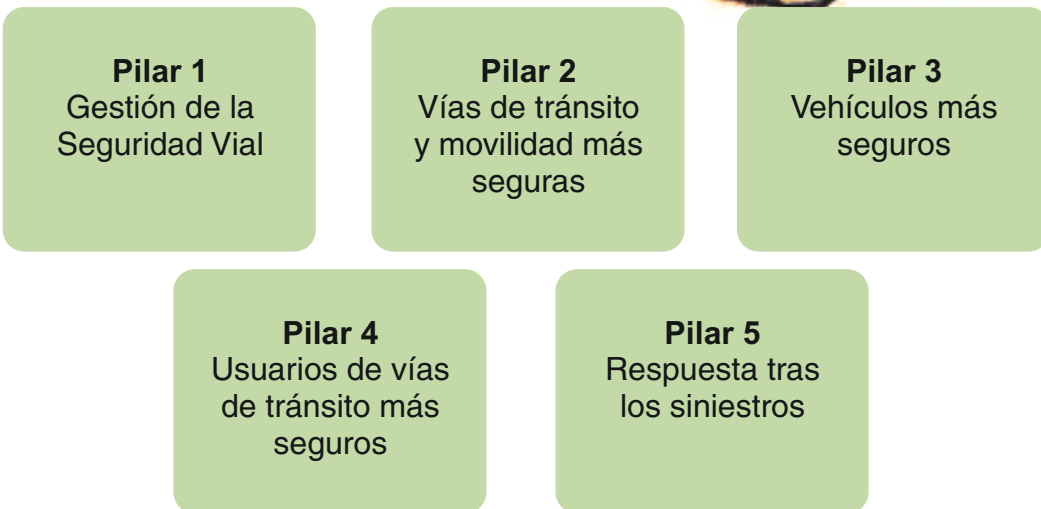 Pilar 1
Gestión de la
Seguridad Vial
Pilar 2
Vías de tránsito
y movilidad más
seguras
Pilar 3
Vehículos más
seguros
Pilar 4
Usuarios de vías
de tránsito más
seguros
Pilar 5
Respuesta tras
los siniestros